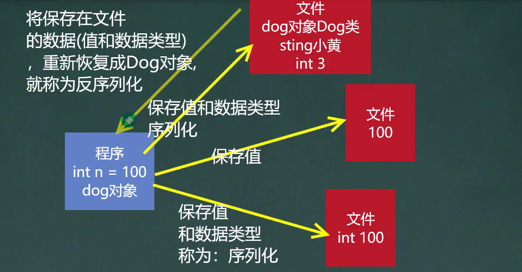 将保存在文件
的数据(值和数据类型)
，重新恢复成Dog对象,
就称为反序列化
文件
dog对象Dog类
sting小黄
int 3
保存值和数据类型
序列化
程序
int n = 100
dog对象
保存值
文件
100
保存值
和数据类型
称为：序列化
文件
int 100